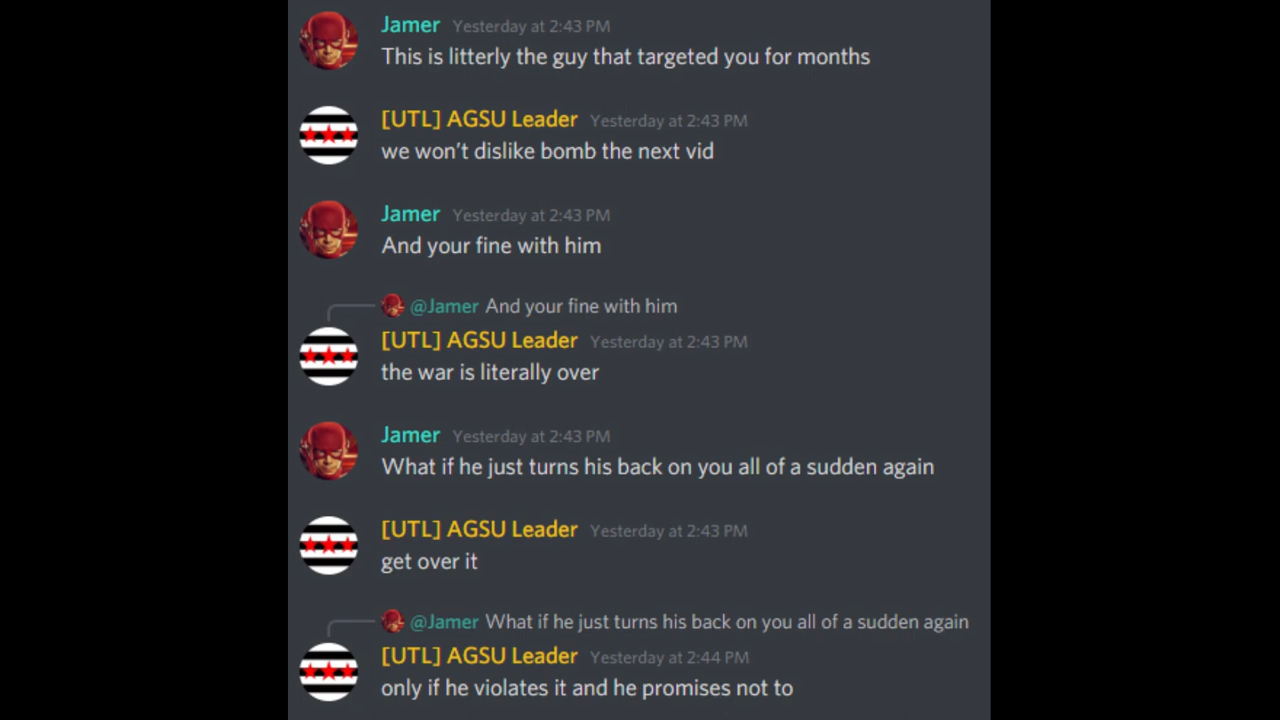 Jamer Yesterday at 2:43 PM
This is litterly the guy that targeted you for months
[UTL] AGSU Leader Yesterday at 2:43 PM
we won't dislike bomb the next vid
Jamer Yesterday at 2:43 PM
And your fine with him
@Jamer And your fine with him
[UTL] AGSU Leader Yesterday at 2:43 PM
the war is literally over
Jamer Yesterday at 2:43 PM
What if he just turns his back on you all of a sudden again
[UTL] AGSU Leader Yesterday at 2:43 PM
get over it
@Jamer What if he just turns his back on you all of a sudden again
[UTL] AGSU Leader Yesterday at 2:44 PM
only if he violates it and he promises not to